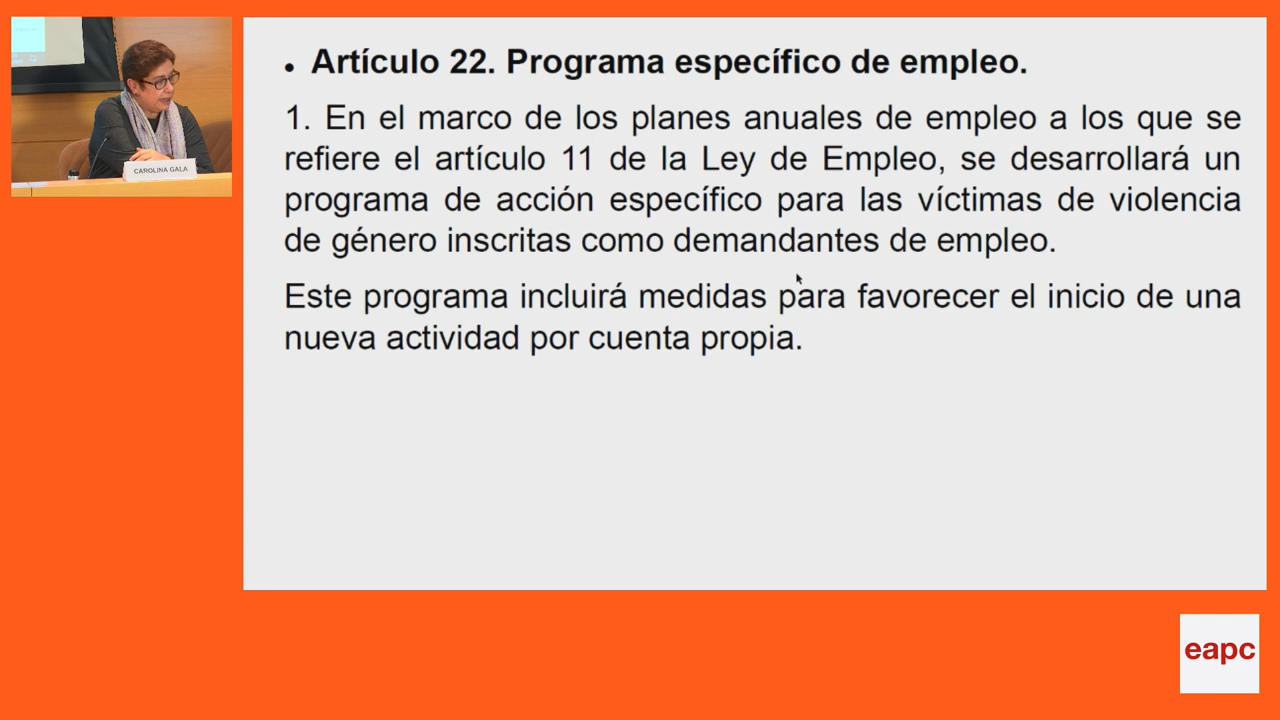 CAROLINA GALA
• Artículo 22. Programa específico de empleo.
1. En el marco de los planes anuales de empleo a los que se
refiere el artículo 11 de la Ley de Empleo, se desarrollará un
programa de acción específico para las víctimas de violencia
de género inscritas como demandantes de empleo.
Este programa incluirá medidas para favorecer el inicio de una
nueva actividad por cuenta propia.
eapc